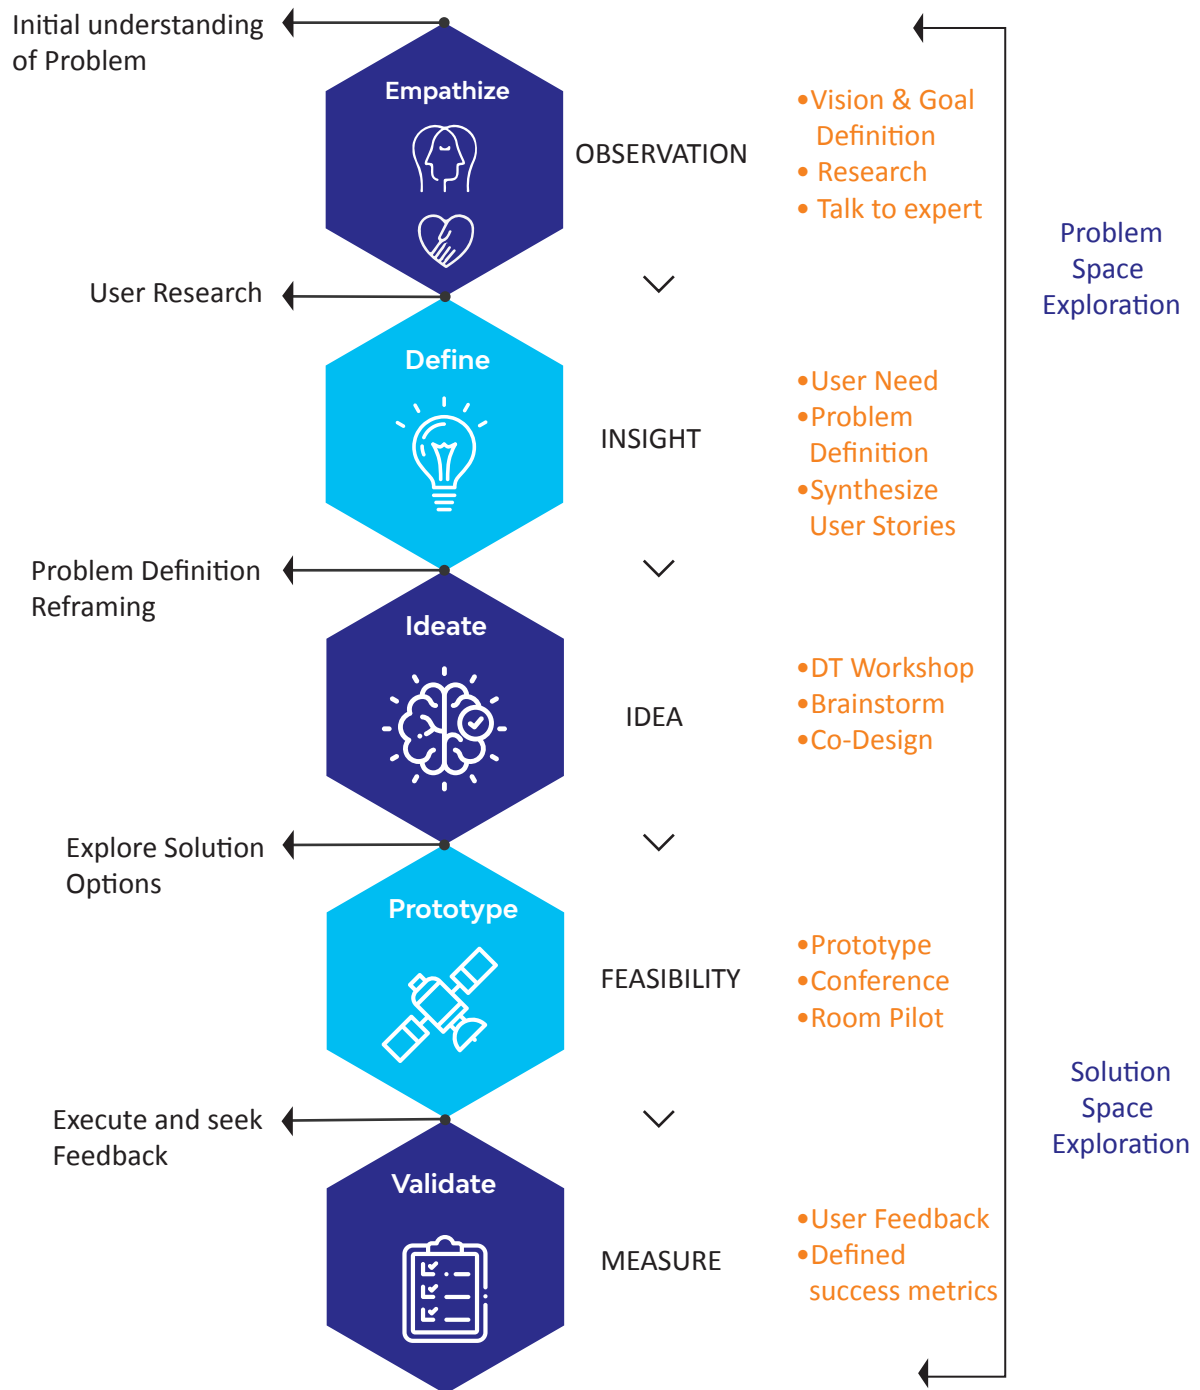 Initial understanding
of Problem
Empathize
OBSERVATION
•Vision & Goal
Definition
• Research
• Talk to expert
Problem
Space
Exploration
User Research
Define
INSIGHT
•User Need
•Problem
Definition
•Synthesize
User Stories
Problem Definition
Reframing
Ideate
IDEA
•DT Workshop
•Brainstorm
•Co-Design
Explore Solution
Options
Prototype
FEASIBILITY
•Prototype
•Conference
•Room Pilot
Solution
Space
Exploration
Execute and seek
Feedback
Validate
MEASURE
•User Feedback
•Defined
success metrics